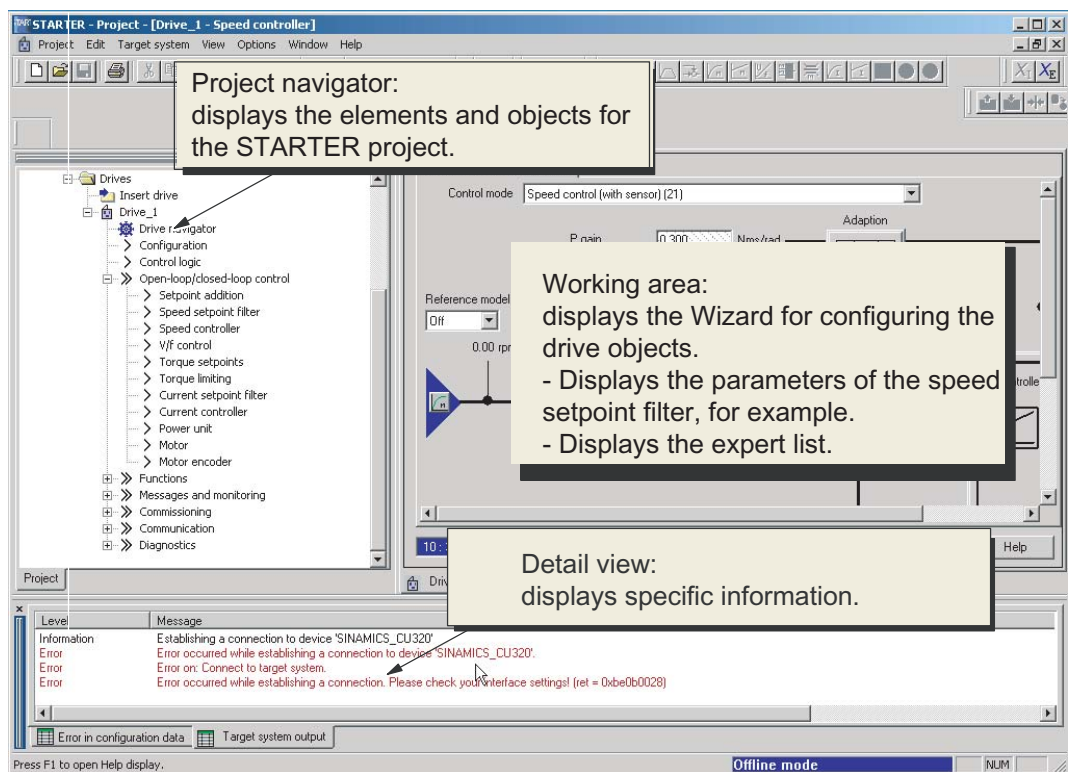 STARTER - Project - [Drive_1 - Speed controller]
Project Edit Target system View Options Window Help
Project navigator:
displays the elements and objects for
the STARTER project.
Drives
Insert drive
Drive_1
Drive navigator
Configuration
Control logic
Open-loop/closed-loop control
Setpoint addition
Speed setpoint filter
Speed controller
V/f control
Torque setpoints
Torque limiting
Current setpoint filter
Current controller
Power unit
Motor
Motor encoder
Functions
Messages and monitoring
Commissioning
Communication
Diagnostics
Project
Control mode Speed control (with sensor) (21)
Adaption
P gain 0.300 Nms/rad
Reference model
Off
0.00 rpm
Working area:
displays the Wizard for configuring the
drive objects.
- Displays the parameters of the speed
setpoint filter, for example.
- Displays the expert list.
Help
Detail view:
displays specific information.
Level Message
Information Establishing a connection to device 'SINAMICS_CU320'
Error Error occurred while establishing a connection to device 'SINAMICS_CU320'.
Error Error on: Connect to target system.
Error Error occurred while establishing a connection. Please check your interface settings! (ret = 0xbe0b0028)
Error in configuration data Target system output
Press F1 to open Help display. Offline mode NUM